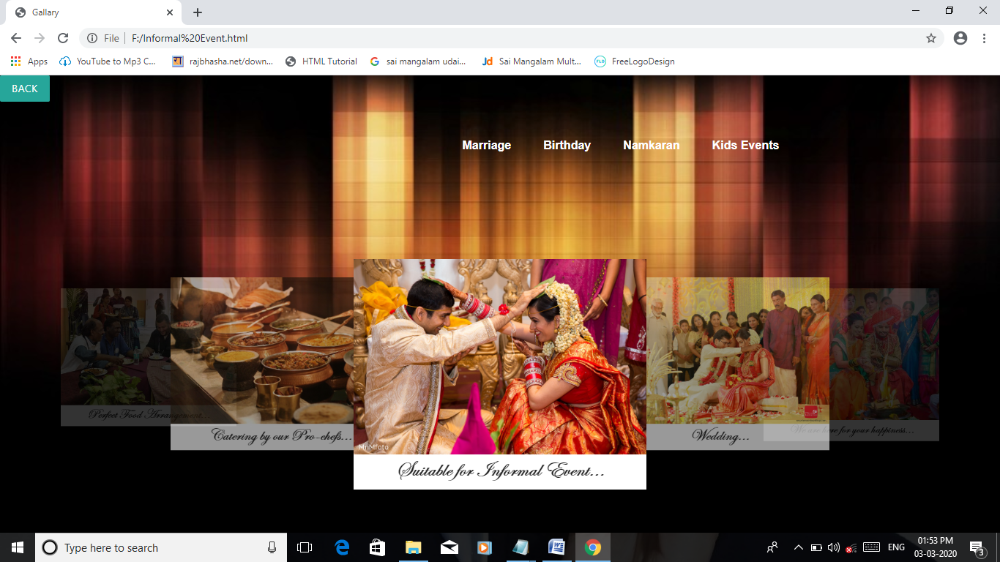 Gallary
File F:/Informal%20Event.html
Apps YouTube to Mp3 C... rajbhasha.net/down... HTML Tutorial sai mangalam udai... Sai Mangalam Mult... FreeLogoDesign
BACK
Marriage Birthday Namkaran Kids Events
MnMfoto
Perfect Food Arrangement...
Catering by our Pro-chefs...
Suitable for Informal Event...
Wedding...
We are here for your happiness...
Type here to search
ENG
01:53 PM
03-03-2020
3